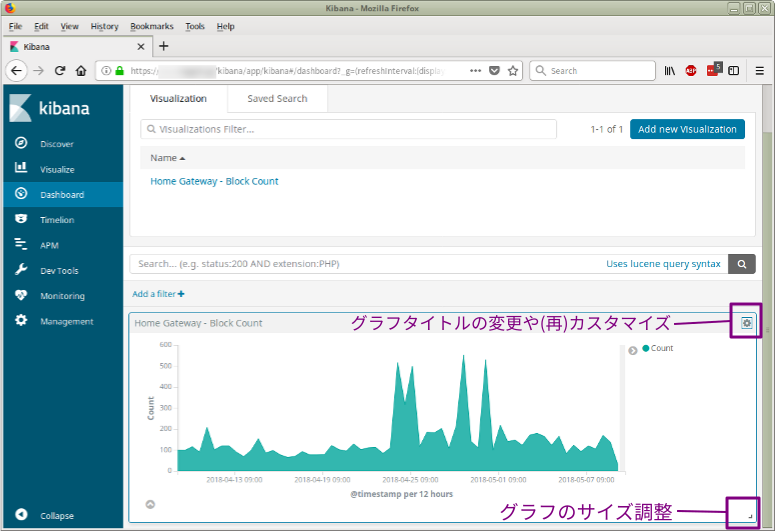 Kibana - Mozilla Firefox
File Edit View History Bookmarks Tools Help
Kibana
https:// /kibana/app/kibana#/dashboard?_g=(refreshInterval:(display
Search
5
kibana
Discover
Visualize
Dashboard
Timelion
APM
Dev Tools
Monitoring
Management
Collapse
Visualization Saved Search
Visualizations Filter...
1-1 of 1 Add new Visualization
Name
Home Gateway - Block Count
Search... (e.g. status:200 AND extension:PHP) Uses lucene query syntax
Add a filter +
Home Gateway - Block Count
グラフタイトルの変更や(再)カスタマイズ
Count
600
500
400
300
200
100
0
Count
2018-04-13 09:00 2018-04-19 09:00 2018-04-25 09:00 2018-05-01 09:00 2018-05-07 09:00
@timestamp per 12 hours
グラフのサイズ調整